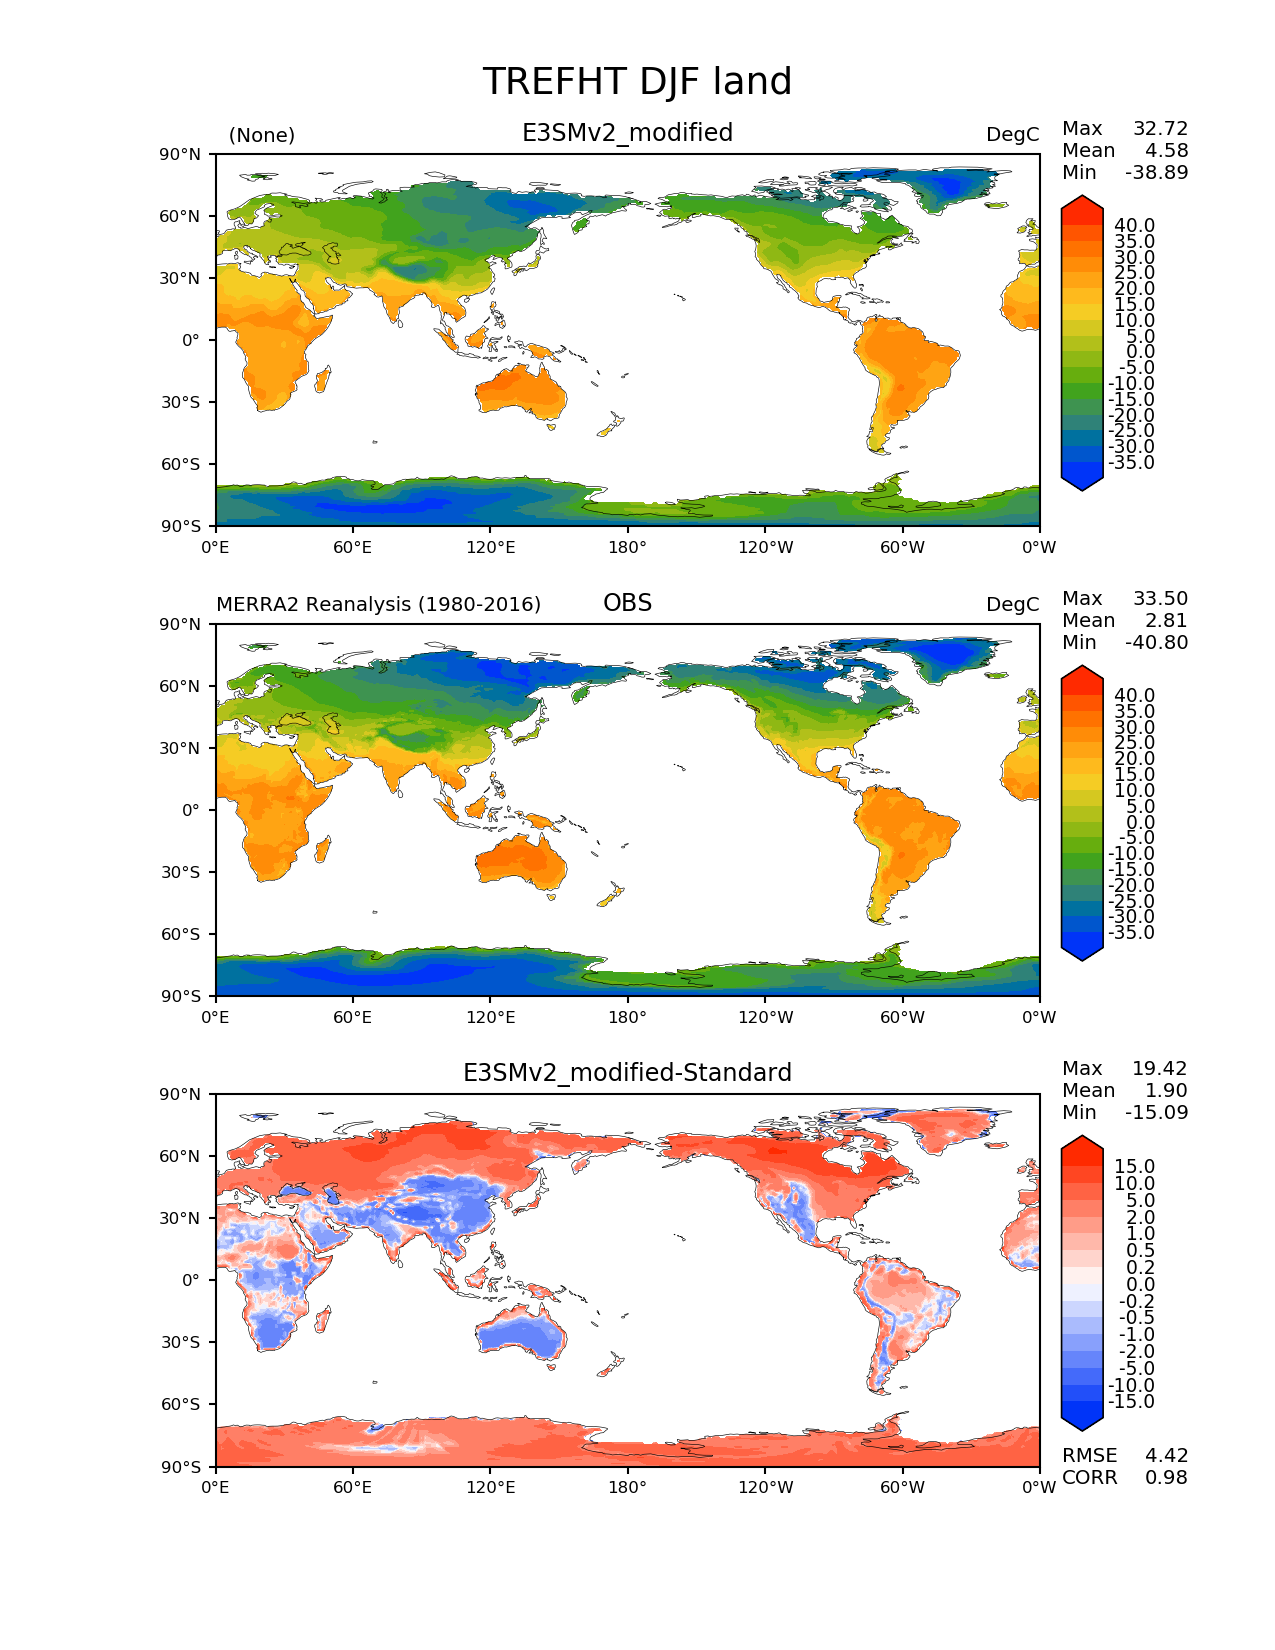 TREFHT DJF land
(None) E3SMv2_modified DegC
Max 32.72
Mean 4.58
Min -38.89
90°N
60°N
30°N
0°
30°S
60°S
90°S
0°E 60°E 120°E 180° 120°W 60°W 0°W
40.0
35.0
30.0
25.0
20.0
15.0
10.0
5.0
0.0
-5.0
-10.0
-15.0
-20.0
-25.0
-30.0
-35.0
MERRA2 Reanalysis (1980-2016) OBS DegC
Max 33.50
Mean 2.81
Min -40.80
90°N
60°N
30°N
0°
30°S
60°S
90°S
0°E 60°E 120°E 180° 120°W 60°W 0°W
40.0
35.0
30.0
25.0
20.0
15.0
10.0
5.0
0.0
-5.0
-10.0
-15.0
-20.0
-25.0
-30.0
-35.0
E3SMv2_modified-Standard
Max 19.42
Mean 1.90
Min -15.09
90°N
60°N
30°N
0°
30°S
60°S
90°S
0°E 60°E 120°E 180° 120°W 60°W 0°W
15.0
10.0
5.0
2.0
1.0
0.5
0.2
0.0
-0.2
-0.5
-1.0
-2.0
-5.0
-10.0
-15.0
RMSE 4.42
CORR 0.98